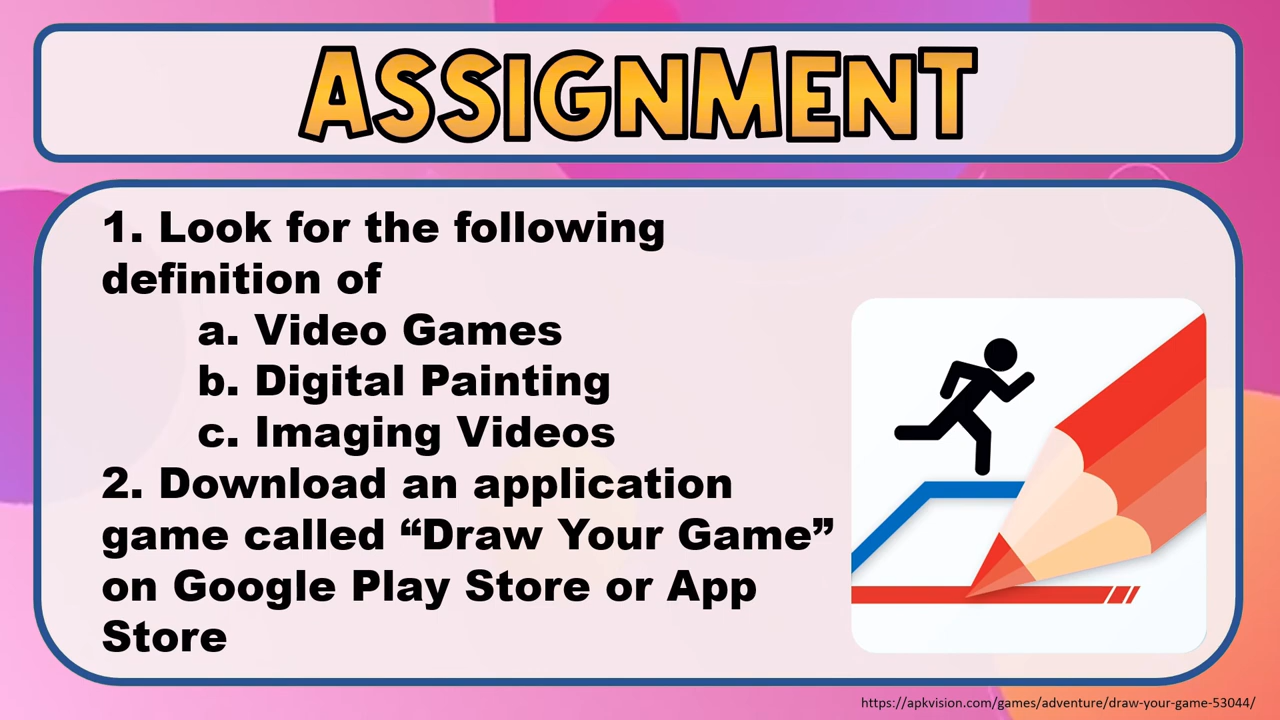 ASSIGNMENT
1. Look for the following
definition of
a. Video Games
b. Digital Painting
c. Imaging Videos
2. Download an application
game called “Draw Your Game”
on Google Play Store or App
Store
https://apkvision.com/games/adventure/draw-your-game-53044/